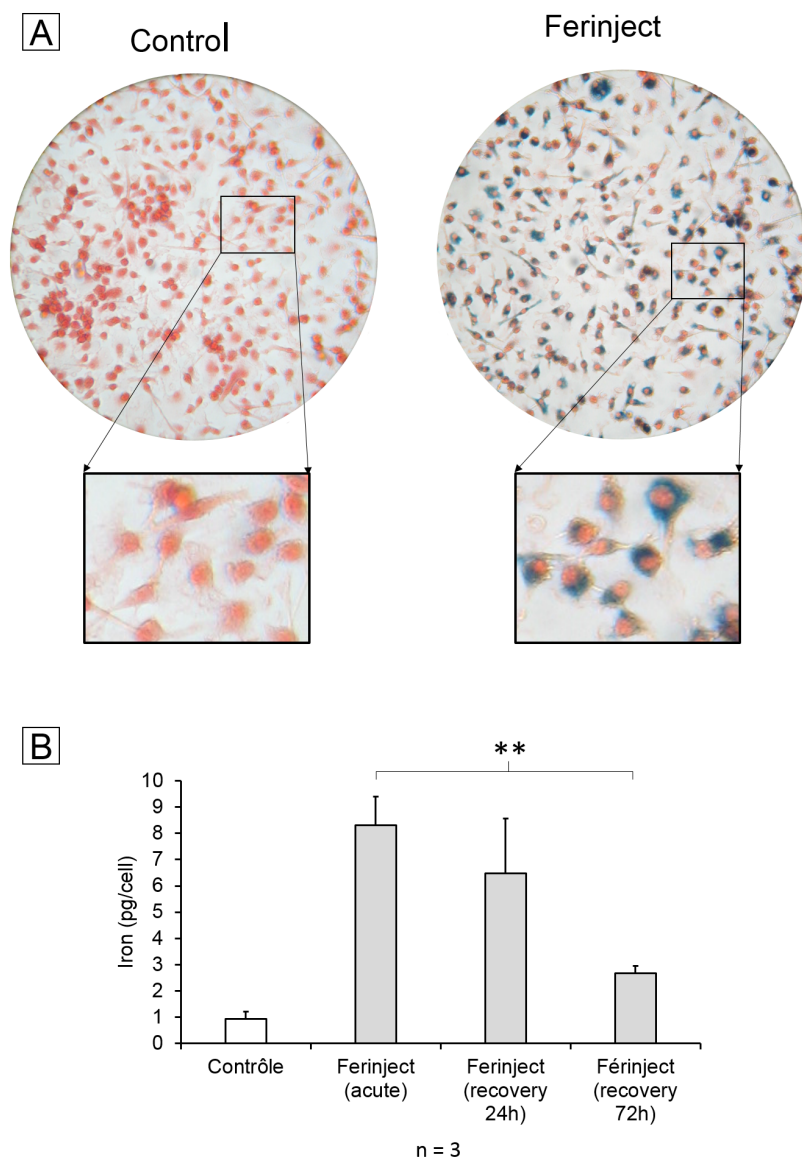 A
Control
Ferinject
B
**
10
9
8
7
6
5
4
3
2
1
0
Iron (pg/cell)
Contrôle
Ferinject
(acute)
Ferinject
(recovery
24h)
Férinject
(recovery
72h)
n = 3